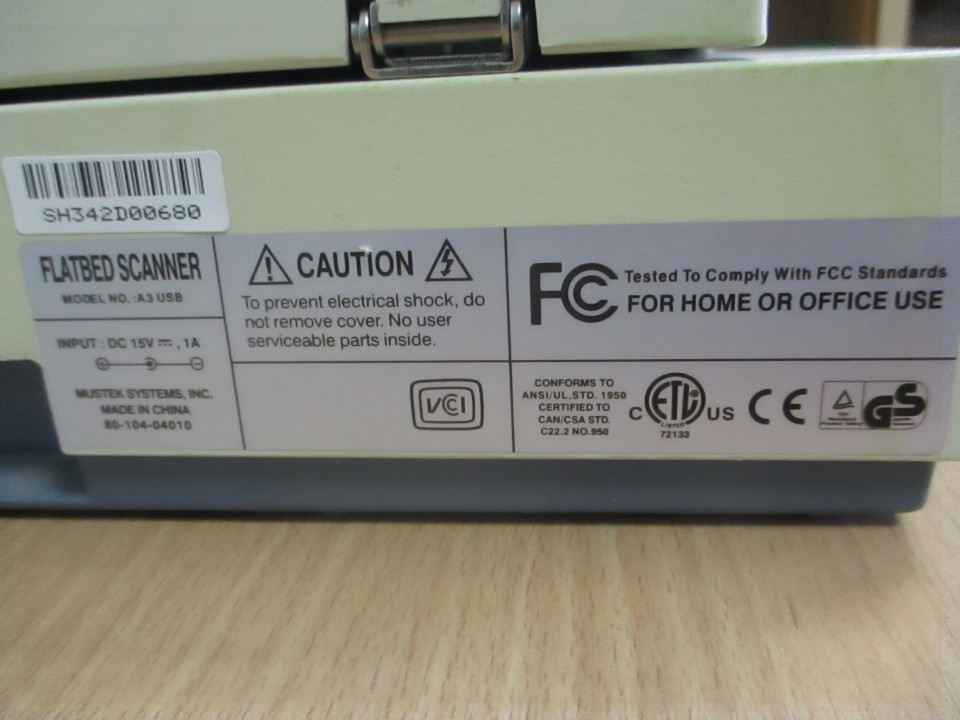 SH342D00680
FLATBED SCANNER
MODEL NO. :A3 USB
INPUT : DC 15V ⎓ , 1A
MUSTEK SYSTEMS, INC.
MADE IN CHINA
80-104-04010
CAUTION
To prevent electrical shock, do
not remove cover. No user
serviceable parts inside.
VCI
FC Tested To Comply With FCC Standards
FOR HOME OR OFFICE USE
CONFORMS TO
ANSI/UL,STD. 1950
CERTIFIED TO
CAN/CSA STD.
C22.2 NO.950
C ETL US
LISTED
72133
CE
GS